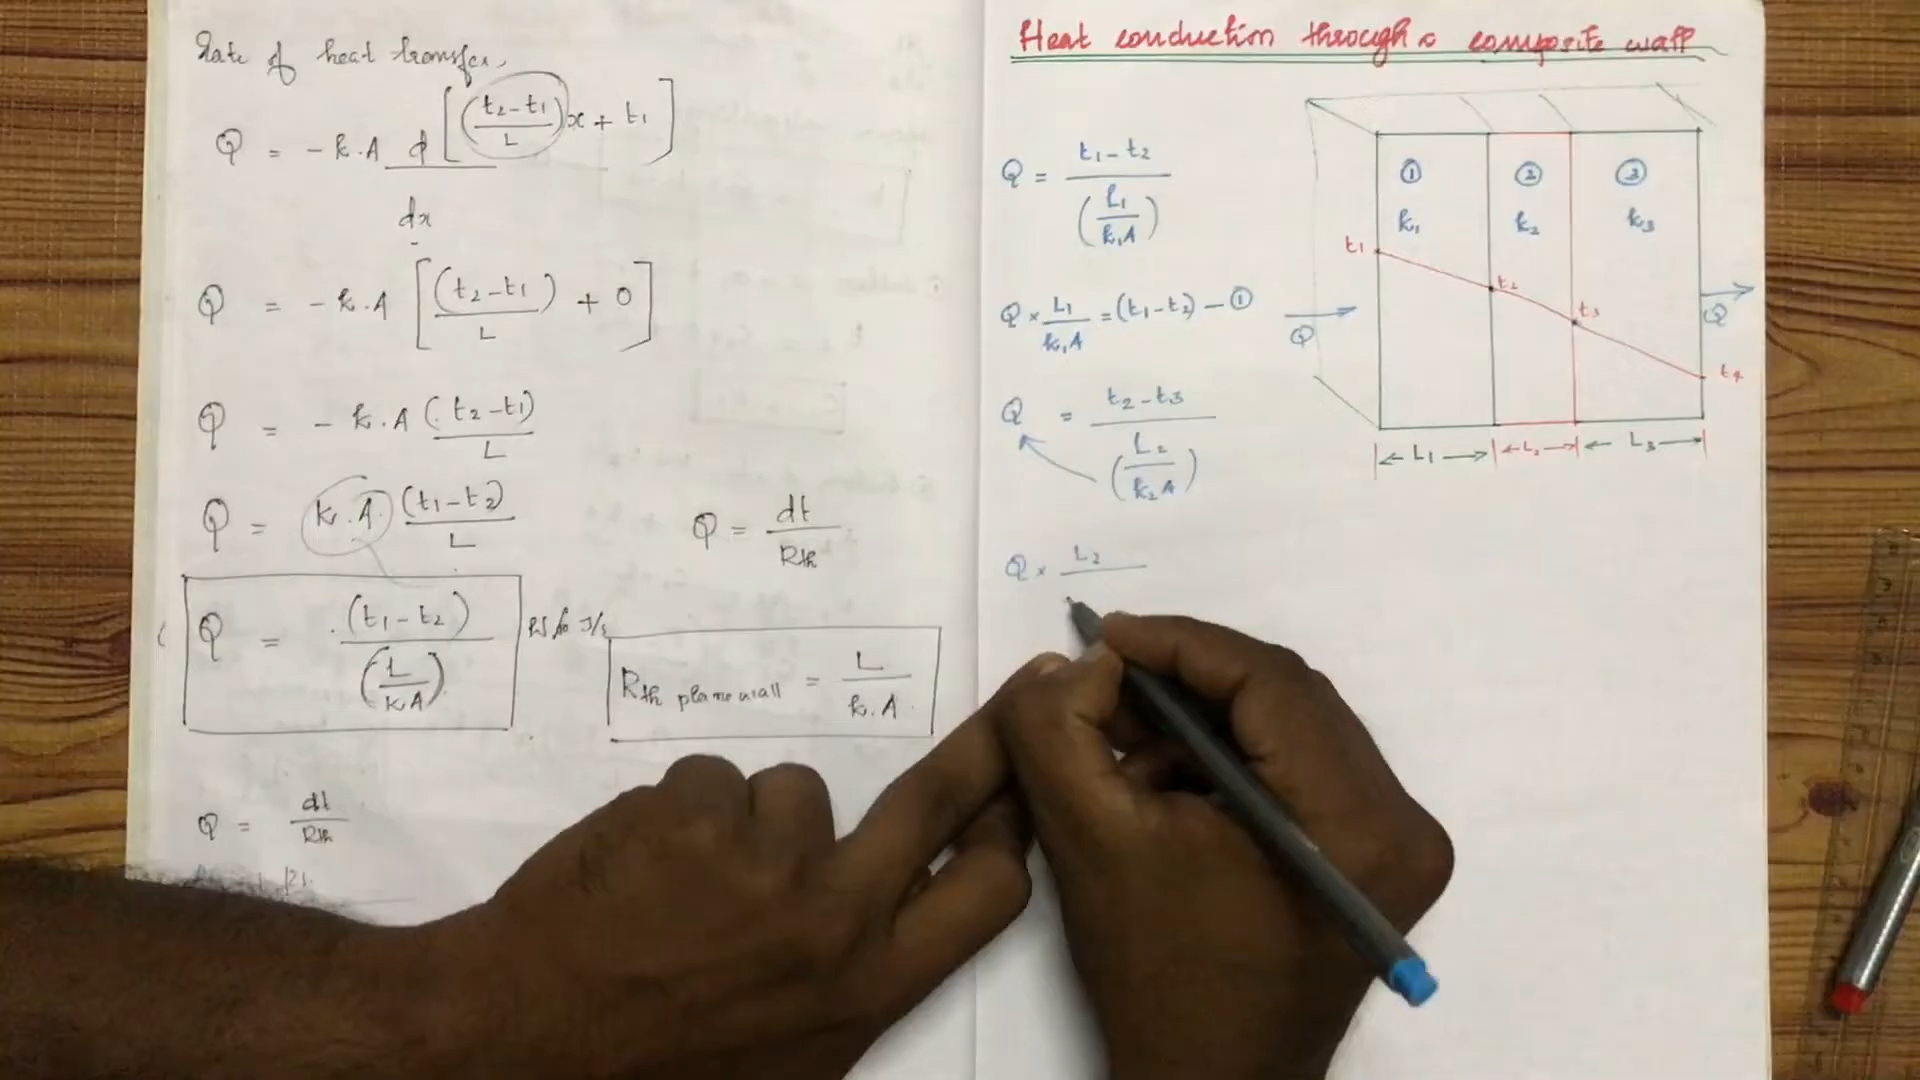 Rate of heat transfer,
Q = -k.A d [(t2-t1)/L x + t1]
dx
Q = -k.A [(t2-t1)/L + 0]
Q = -k.A (t2-t1)/L
Q = k.A. (t1-t2)/L
Q = dt/Rth
Q = (t1-t2)/(L/kA)
J/s
Rth plane wall = L/k.A
Q = dt/Rth
Heat conduction through a composite wall
Q = t1-t2/(L1/k1A)
Q × L1/k1A = (t1-t2) - ①
Q = t2-t3/(L2/k2A)
Q × L2
① ② ③
k1 k2 k3
t1
t2
t3
t4
Q
Q
L1 L2 L3